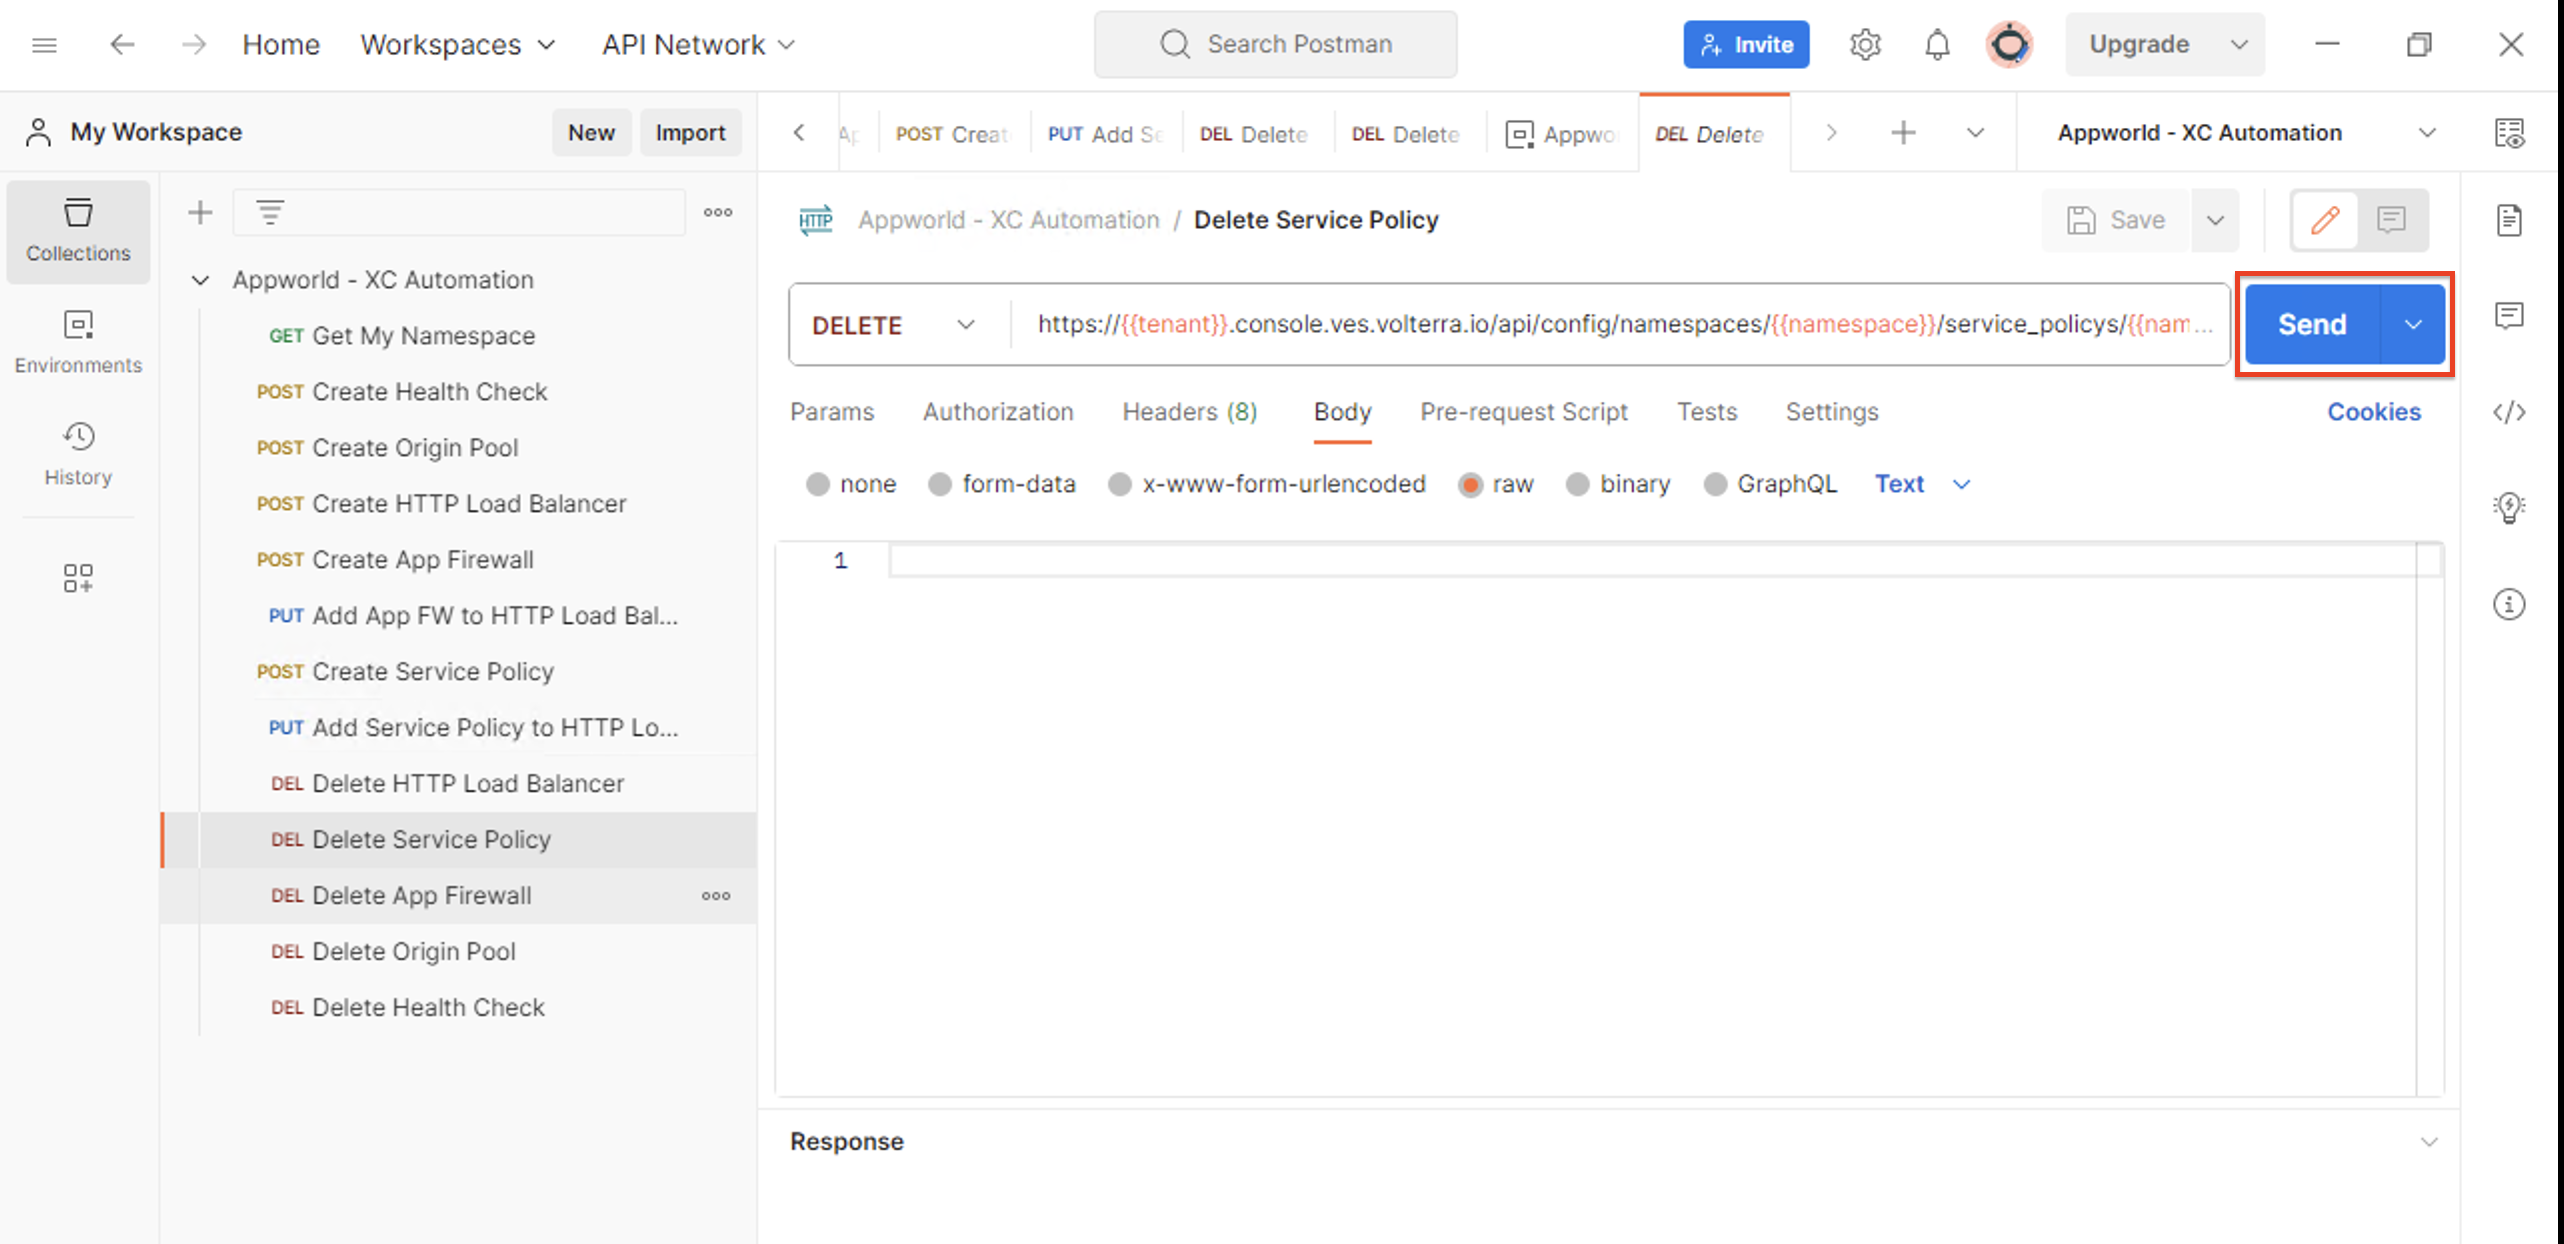 Home Workspaces API Network Search Postman Invite Upgrade
My Workspace New Import
POST Creat PUT Add Se DEL Delete DEL Delete Appwo DEL Delete Appworld - XC Automation
Collections
Environments
History
Appworld - XC Automation
GET Get My Namespace
POST Create Health Check
POST Create Origin Pool
POST Create HTTP Load Balancer
POST Create App Firewall
PUT Add App FW to HTTP Load Bal...
POST Create Service Policy
PUT Add Service Policy to HTTP Lo...
DEL Delete HTTP Load Balancer
DEL Delete Service Policy
DEL Delete App Firewall
DEL Delete Origin Pool
DEL Delete Health Check
HTTP Appworld - XC Automation / Delete Service Policy Save
DELETE https://{{tenant}}.console.ves.volterra.io/api/config/namespaces/{{namespace}}/service_policys/{{nam... Send
Params Authorization Headers (8) Body Pre-request Script Tests Settings Cookies
none form-data x-www-form-urlencoded raw binary GraphQL Text
1
Response